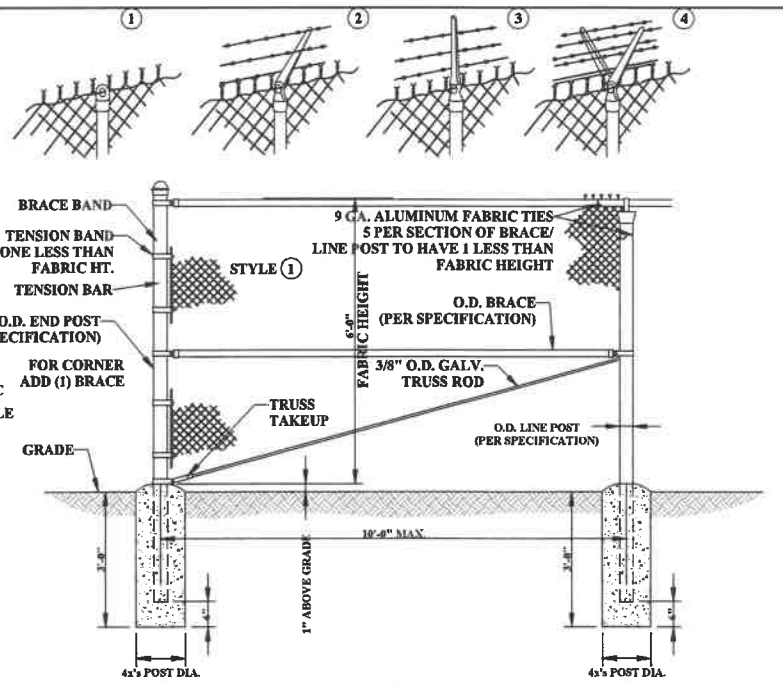 1
2
3
4
BRACE BAND
TENSION BAND
ONE LESS THAN
FABRIC HT.
TENSION BAR
O.D. END POST
ECIFICATION)
FOR CORNER
ADD (1) BRACE
C
LE
GRADE
STYLE 1
9 GA. ALUMINUM FABRIC TIES
5 PER SECTION OF BRACE/
LINE POST TO HAVE 1 LESS THAN
FABRIC HEIGHT
6'-0"
FABRIC HEIGHT
O.D. BRACE
(PER SPECIFICATION)
3/8" O.D. GALV.
TRUSS ROD
TRUSS
TAKEUP
O.D. LINE POST
(PER SPECIFICATION)
10'-0" MAX.
1" ABOVE GRADE
3'-0"
6"
4x's POST DIA.
3'-0"
6"
4x's POST DIA.